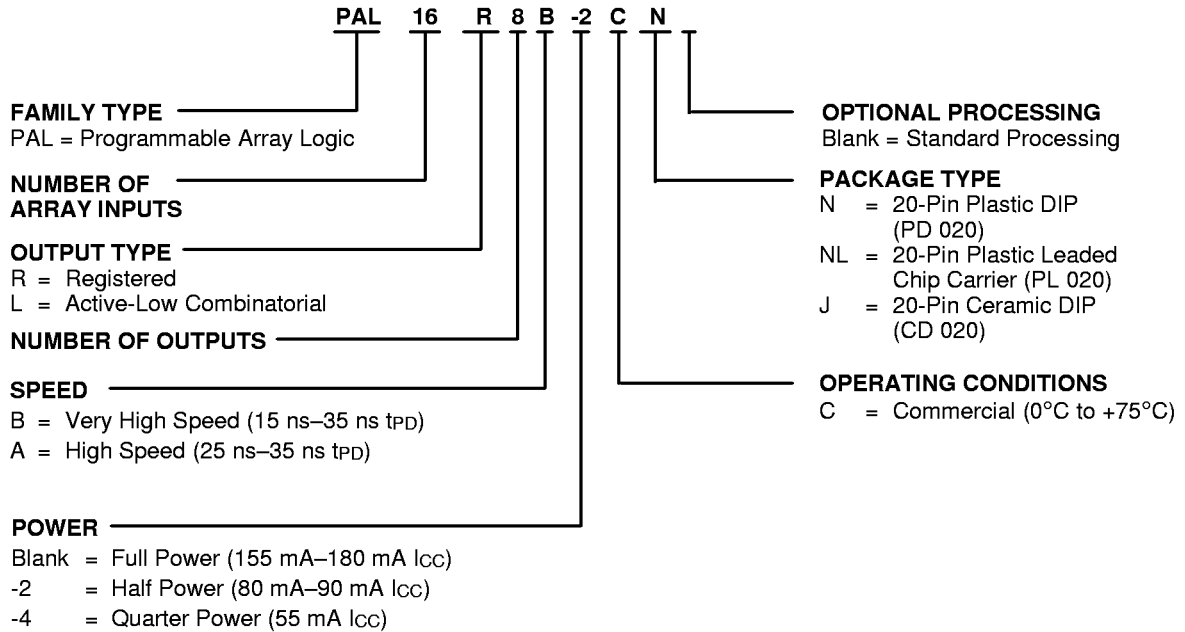 PAL 16 R 8 B -2 C N
FAMILY TYPE
PAL = Programmable Array Logic
NUMBER OF
ARRAY INPUTS
OUTPUT TYPE
R = Registered
L = Active-Low Combinatorial
NUMBER OF OUTPUTS
SPEED
B = Very High Speed (15 ns–35 ns tPD)
A = High Speed (25 ns–35 ns tPD)
POWER
Blank = Full Power (155 mA–180 mA ICC)
-2 = Half Power (80 mA–90 mA ICC)
-4 = Quarter Power (55 mA ICC)
OPTIONAL PROCESSING
Blank = Standard Processing
PACKAGE TYPE
N = 20-Pin Plastic DIP
(PD 020)
NL = 20-Pin Plastic Leaded
Chip Carrier (PL 020)
J = 20-Pin Ceramic DIP
(CD 020)
OPERATING CONDITIONS
C = Commercial (0°C to +75°C)